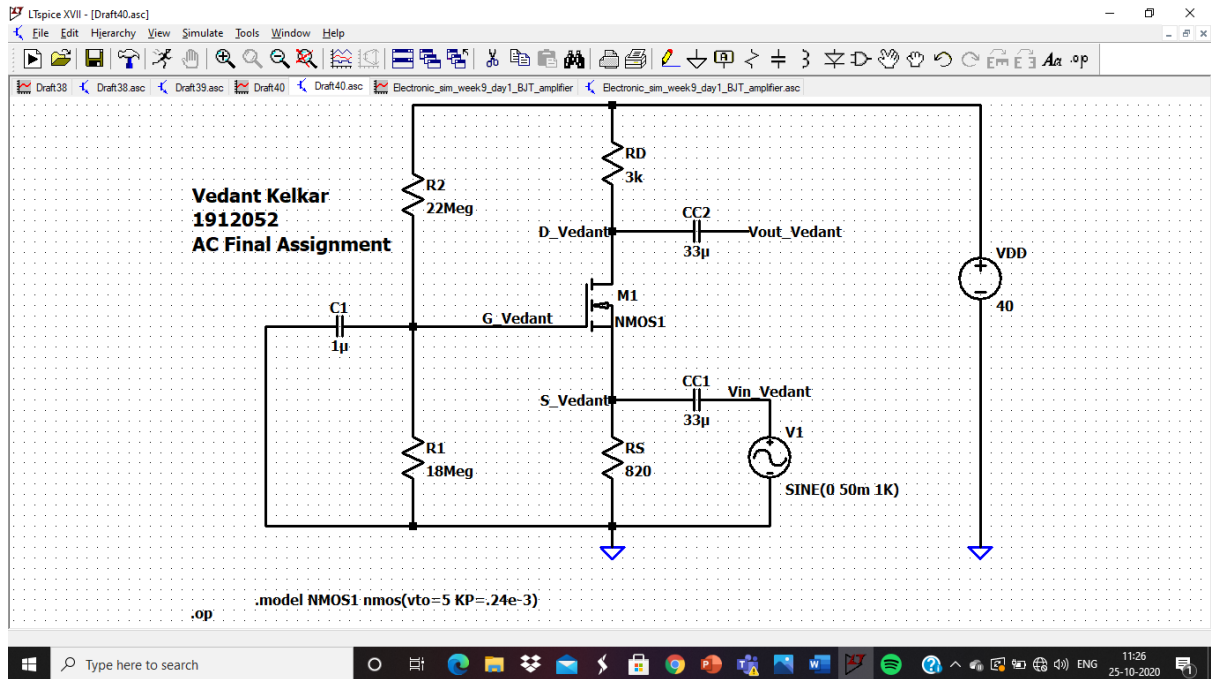 LTspice XVII - [Draft40.asc]
File Edit Hierarchy View Simulate Tools Window Help
Aa .op
Draft38 Draft38.asc Draft39.asc Draft40 Draft40.asc Electronic_sim_week9_day1_BJT_amplifier Electronic_sim_week9_day1_BJT_amplifier.asc
Vedant Kelkar
1912052
AC Final Assignment
R2
22Meg
RD
3k
D_Vedant
CC2
33µ
Vout_Vedant
VDD
40
C1
1µ
G_Vedant
M1
NMOS1
S_Vedant
CC1
33µ
Vin_Vedant
V1
SINE(0 50m 1K)
R1
18Meg
RS
820
.model NMOS1 nmos(vto=5 KP=.24e-3)
.op
Type here to search
ENG
11:26
25-10-2020